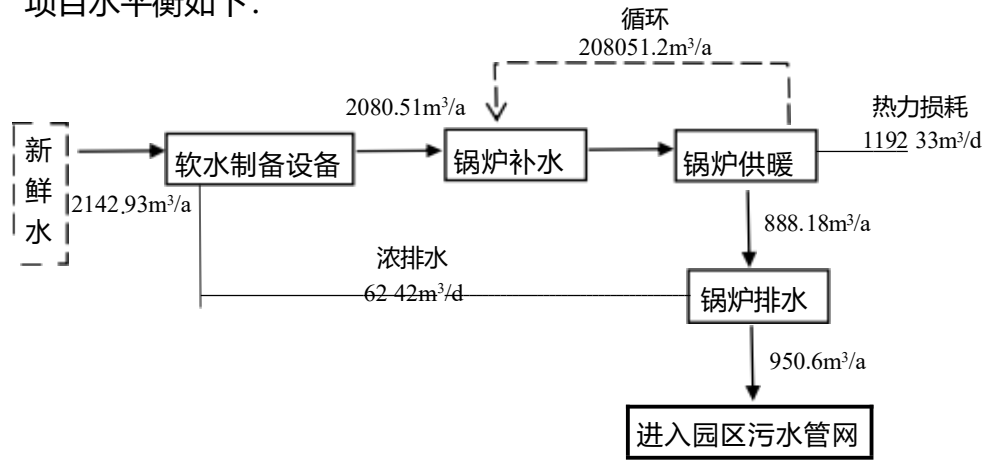 项目水平衡如下：
循环
208051.2m³/a
热力损耗
1192 33m³/d
2080.51m³/a
新鲜水
软水制备设备
锅炉补水
锅炉供暖
2142.93m³/a
888.18m³/a
浓排水
62 42m³/d
锅炉排水
950.6m³/a
进入园区污水管网